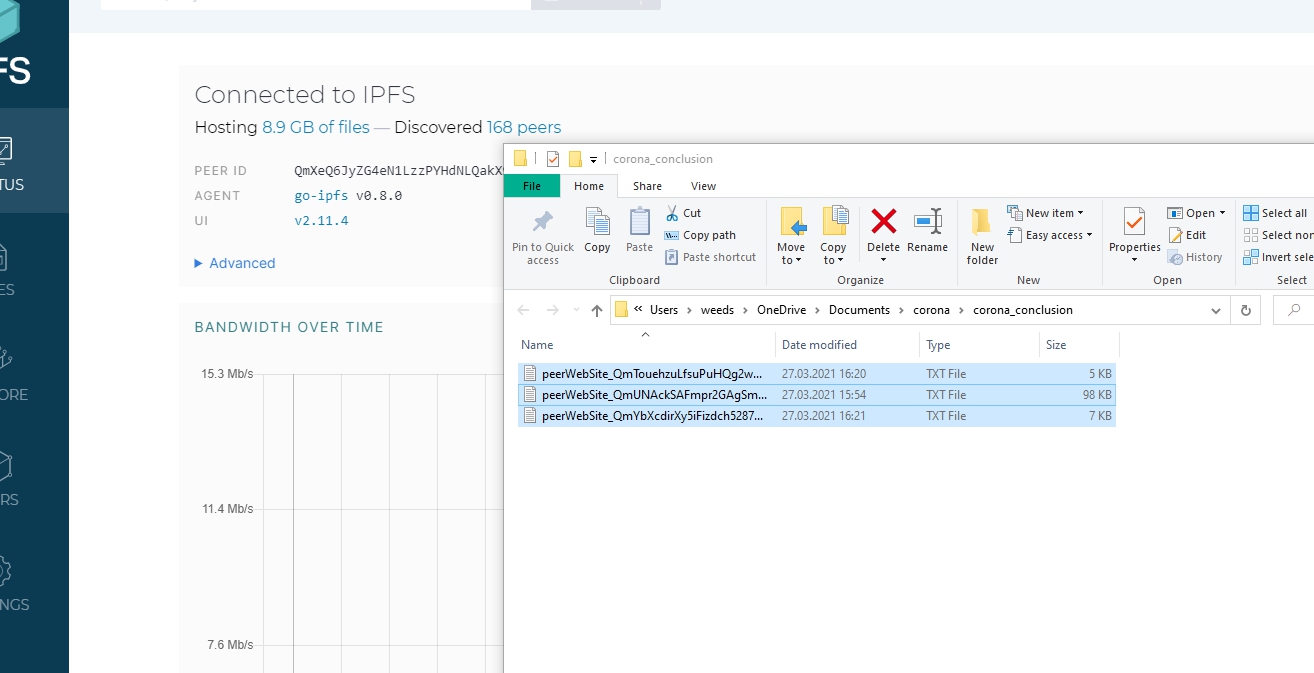 FS
Connected to IPFS
Hosting 8.9 GB of files — Discovered 168 peers
PEER ID QmXeQ6JyZG4eN1LzzPYHdNLQakX
AGENT go-ipfs v0.8.0
UI v2.11.4
Advanced
BANDWIDTH OVER TIME
15.3 Mb/s
11.4 Mb/s
7.6 Mb/s
TUS
ES
ORE
RS
NGS
corona_conclusion
File Home Share View
Pin to Quick access
Copy
Paste
Cut
Copy path
Paste shortcut
Clipboard
Move to
Copy to
Delete
Rename
Organize
New folder
New item
Easy access
New
Properties
Open
Edit
History
Open
Select all
Select non
Invert sele
Select
« Users > weeds > OneDrive > Documents > corona > corona_conclusion
Name Date modified Type Size
peerWebSite_QmTouehzuLfsuPuHQg2w... 27.03.2021 16:20 TXT File 5 KB
peerWebSite_QmUNAckSAFmpr2GAgSm... 27.03.2021 15:54 TXT File 98 KB
peerWebSite_QmYbXcdirXy5iFizdch5287... 27.03.2021 16:21 TXT File 7 KB